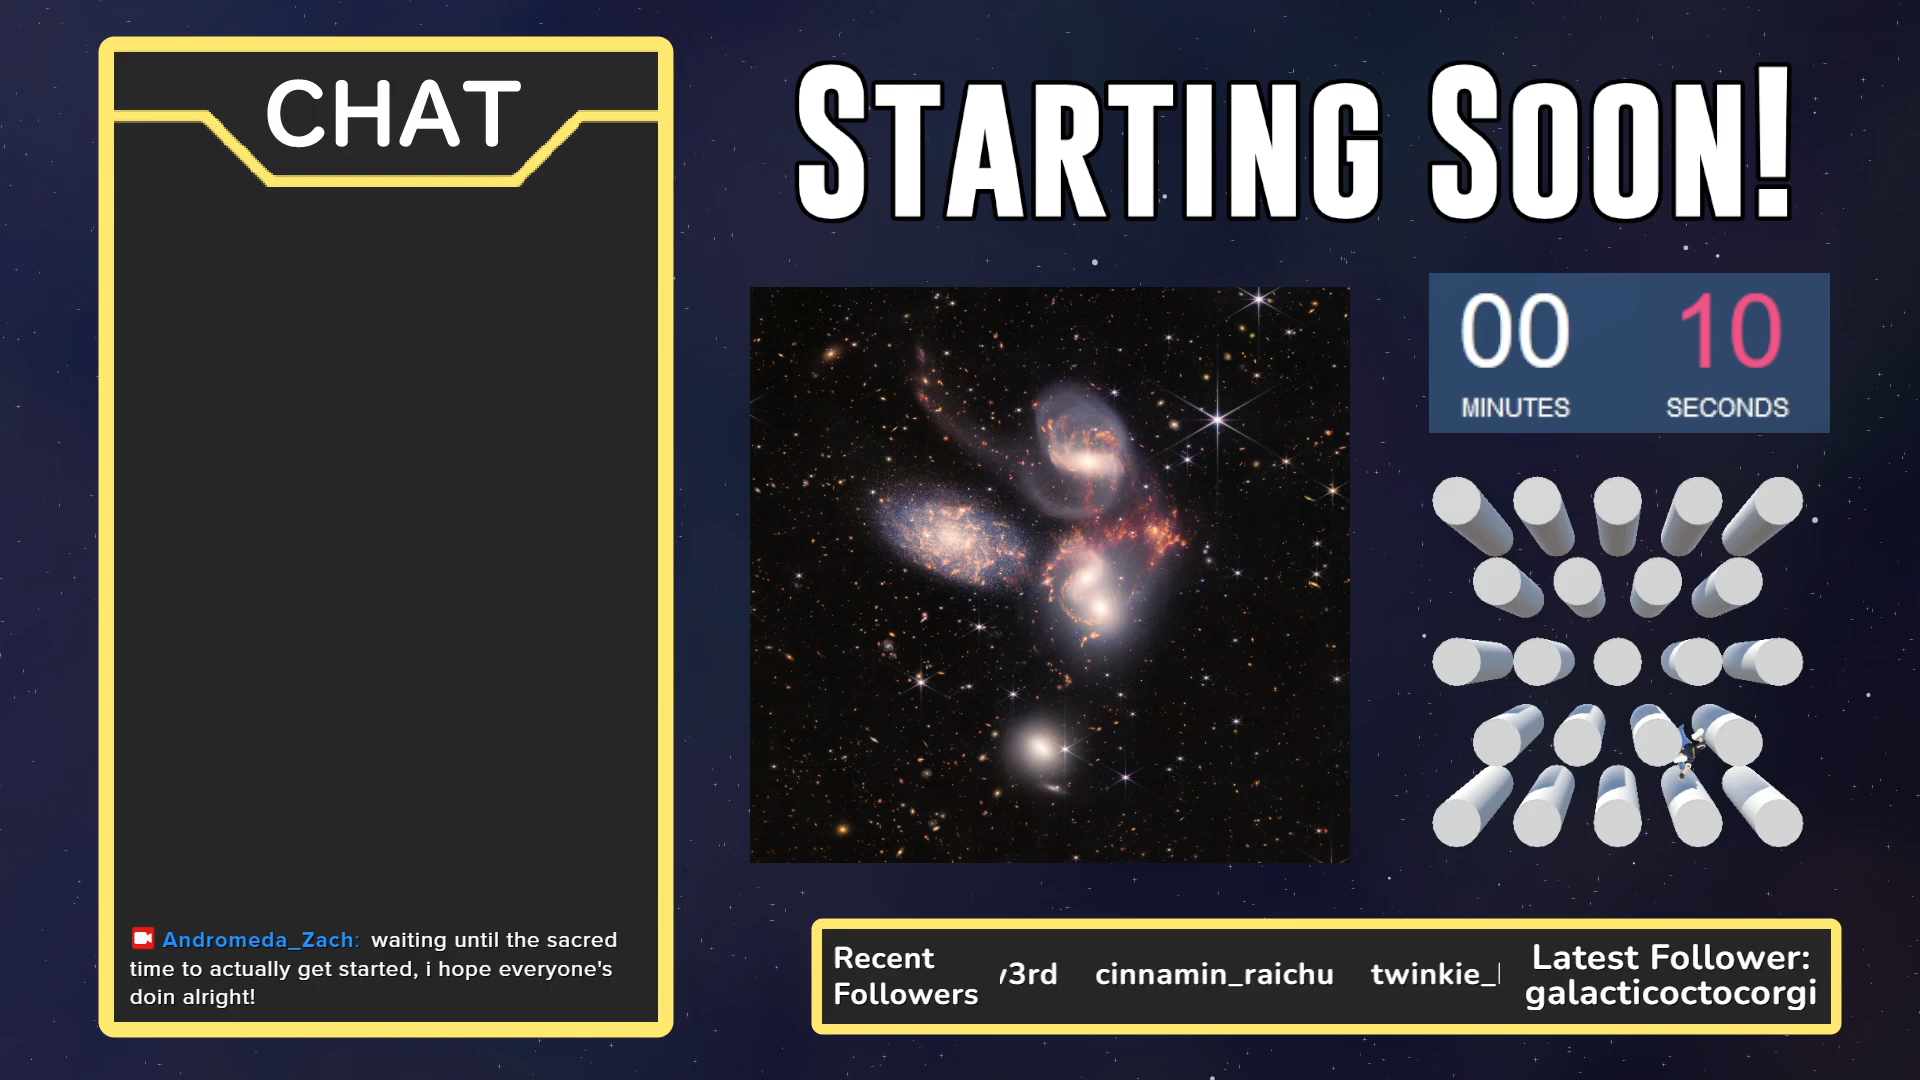 CHAT
STARTING SOON!
00 10
MINUTES SECONDS
Andromeda_Zach: waiting until the sacred
time to actually get started, i hope everyone's
doin alright!
Recent
Followers
cinnamin_raichu
Latest Follower:
galacticoctocorgi